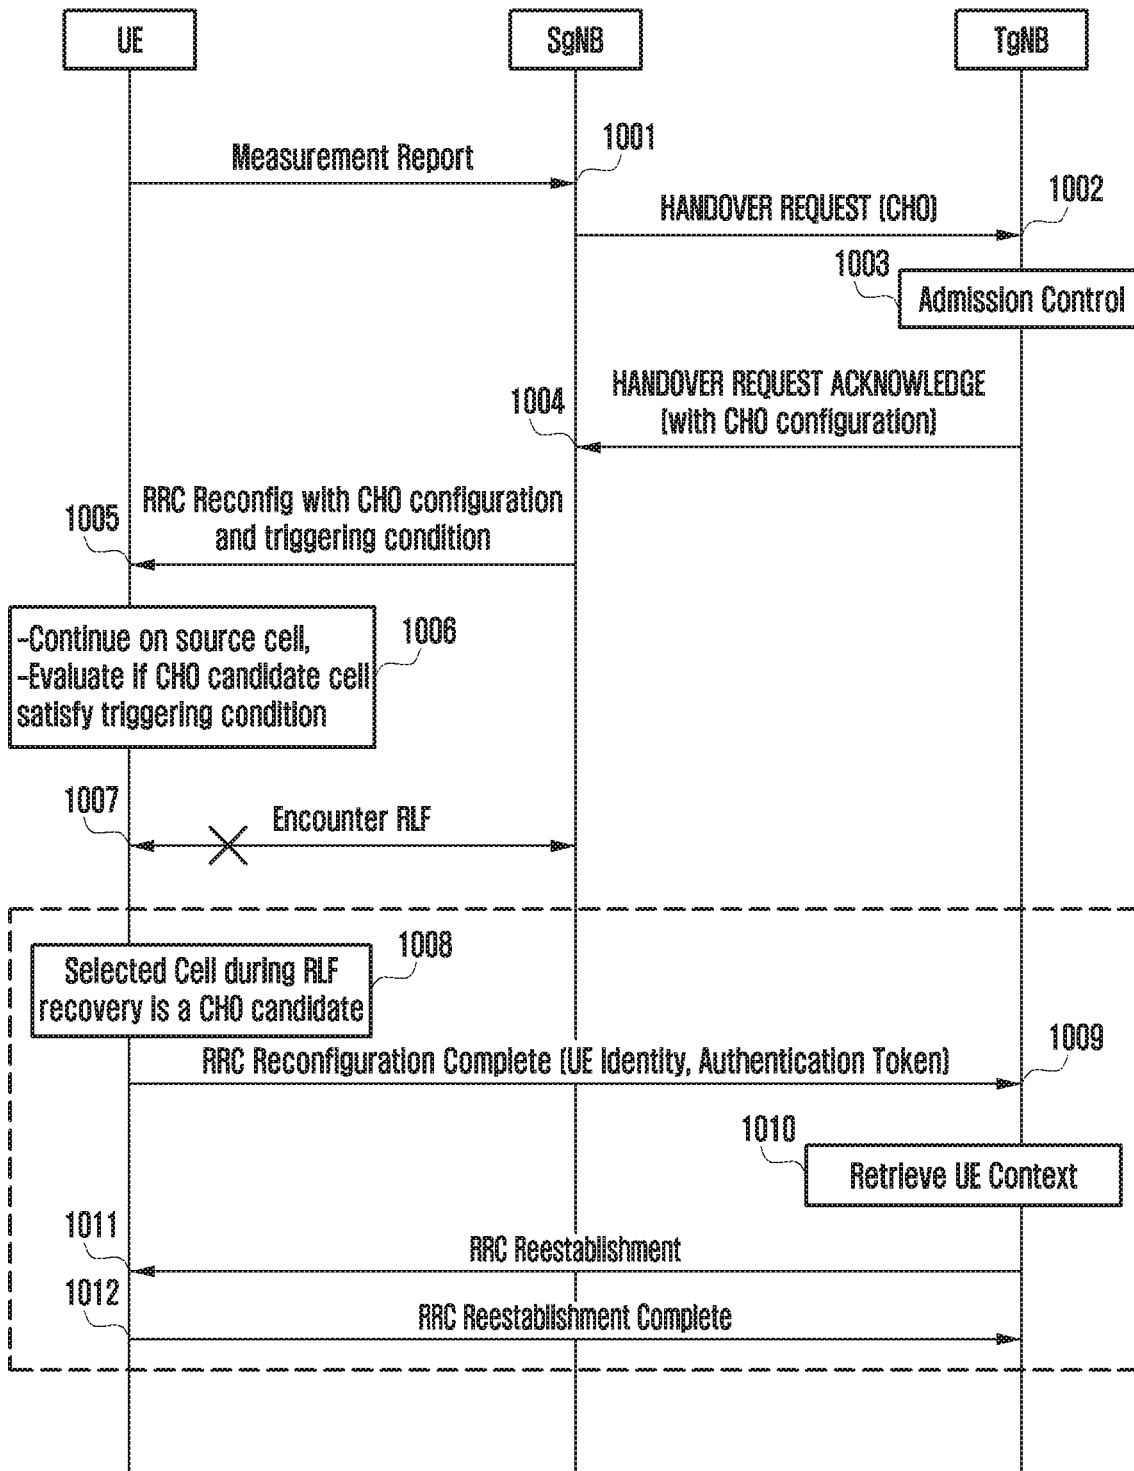 UE
SgNB
TgNB
1001
Measurement Report
1002
HANDOVER REQUEST (CHO)
1003
Admission Control
HANDOVER REQUEST ACKNOWLEDGE
(with CHO configuration)
1004
RRC Reconfig with CHO configuration
and triggering condition
1005
-Continue on source cell,
-Evaluate if CHO candidate cell
satisfy triggering condition
1006
1007
Encounter RLF
1008
Selected Cell during RLF
recovery is a CHO candidate
1009
RRC Reconfiguration Complete (UE Identity, Authentication Token)
1010
Retrieve UE Context
1011
RRC Reestablishment
1012
RRC Reestablishment Complete